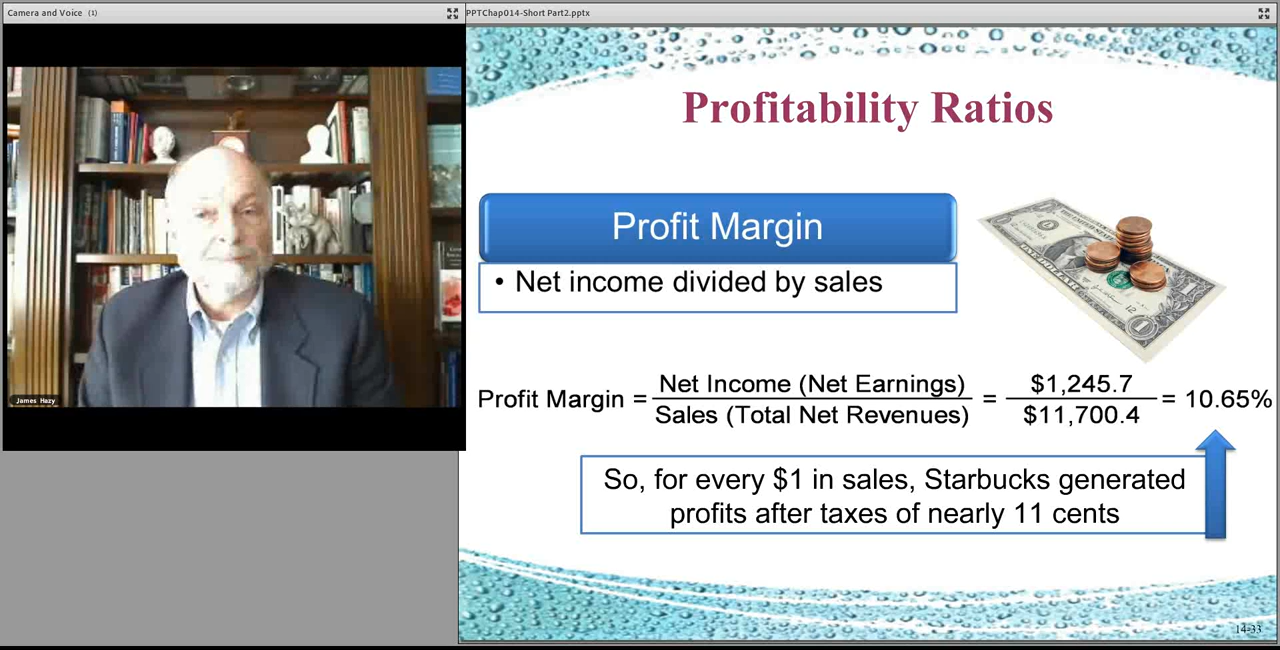 Camera and Voice (1)
PPTChap014-Short Part2.pptx
James Hazy
Profitability Ratios
Profit Margin
• Net income divided by sales
Profit Margin = Net Income (Net Earnings) / Sales (Total Net Revenues) = $1,245.7 / $11,700.4 = 10.65%
So, for every $1 in sales, Starbucks generated
profits after taxes of nearly 11 cents
14-33